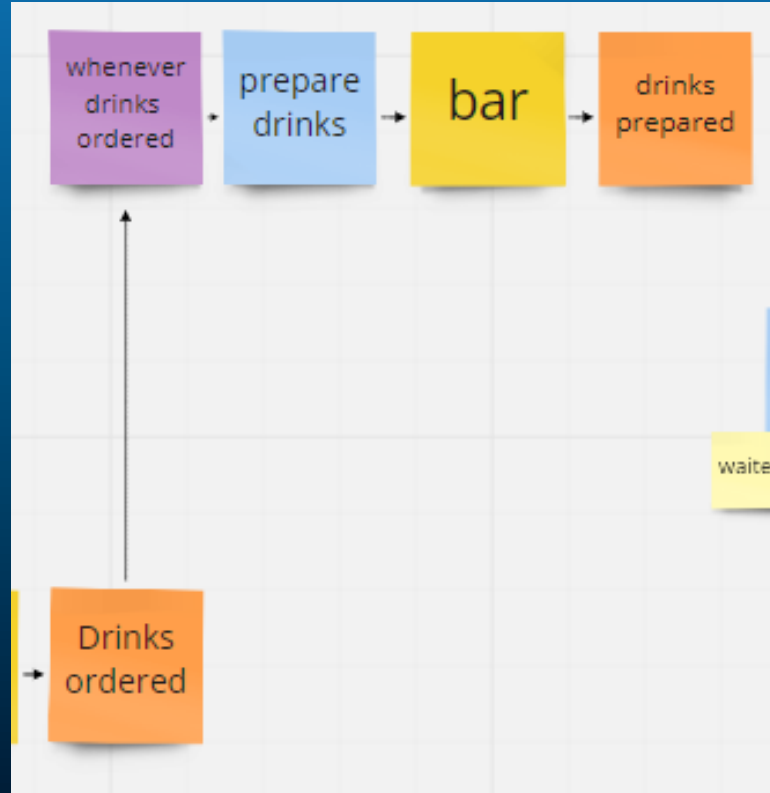 whenever
drinks
ordered
prepare
drinks
bar
drinks
prepared
Drinks
ordered